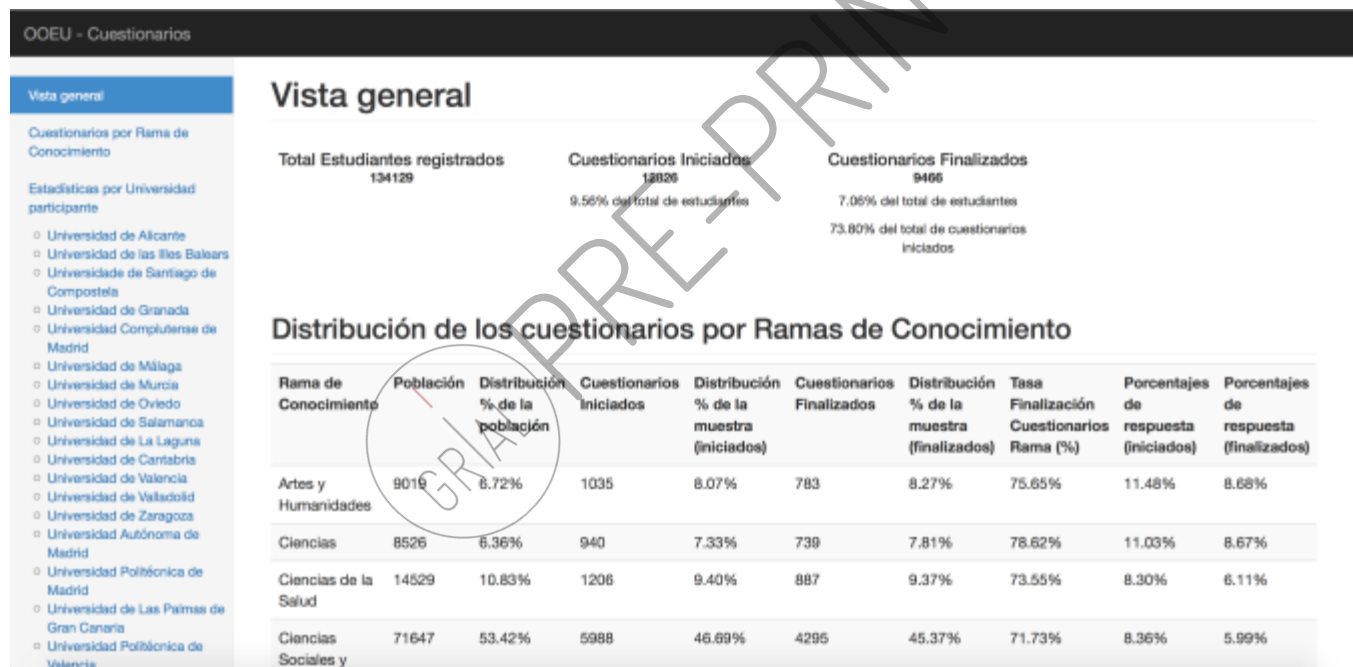 OOEU - Cuestionarios
Vista general
Cuestionarios por Rama de
Conocimiento
Estadísticas por Universidad
participante
Universidad de Alicante
Universidad de las Illes Balears
Universidade de Santiago de
Compostela
Universidad de Granada
Universidad Complutense de
Madrid
Universidad de Málaga
Universidad de Murcia
Universidad de Oviedo
Universidad de Salamanca
Universidad de La Laguna
Universidad de Cantabria
Universidad de Valencia
Universidad de Valladolid
Universidad de Zaragoza
Universidad Autónoma de
Madrid
Universidad Politécnica de
Madrid
Universidad de Las Palmas de
Gran Canaria
Universidad Politécnica de
Valencia
Vista general
Total Estudiantes registrados
134129
Cuestionarios Iniciados
12826
9.56% del total de estudiantes
Cuestionarios Finalizados
9466
7.06% del total de estudiantes
73.80% del total de cuestionarios
iniciados
Distribución de los cuestionarios por Ramas de Conocimiento
Rama de Conocimiento Población Distribución % de la población Cuestionarios Iniciados Distribución % de la muestra (iniciados) Cuestionarios Finalizados Distribución % de la muestra (finalizados) Tasa Finalización Cuestionarios Rama (%) Porcentajes de respuesta (iniciados) Porcentajes de respuesta (finalizados)
Artes y Humanidades 9019 6.72% 1035 8.07% 783 8.27% 75.65% 11.48% 8.68%
Ciencias 8526 6.36% 940 7.33% 739 7.81% 78.62% 11.03% 8.67%
Ciencias de la Salud 14529 10.83% 1206 9.40% 887 9.37% 73.55% 8.30% 6.11%
Ciencias Sociales y 71647 53.42% 5988 46.69% 4295 45.37% 71.73% 8.36% 5.99%
GRIAL PRE-PRIN